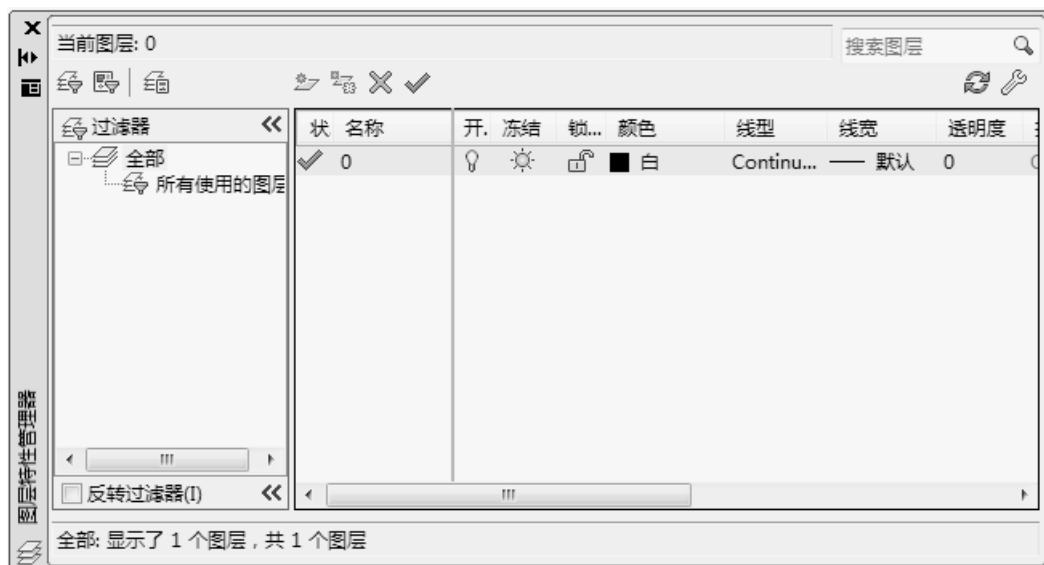 当前图层: 0
搜索图层
过滤器
全部
所有使用的图层
反转过滤器(I)
状 名称 开. 冻结 锁... 颜色 线型 线宽 透明度
0 白 Continu... 默认 0
图层特性管理器
全部: 显示了 1 个图层 , 共 1 个图层